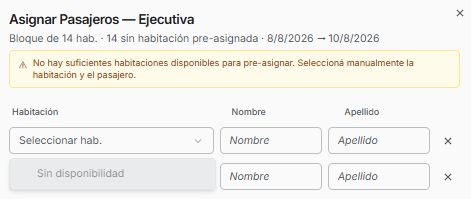 Asignar Pasajeros — Ejecutiva
Bloque de 14 hab. · 14 sin habitación pre-asignada · 8/8/2026 → 10/8/2026
⚠ No hay suficientes habitaciones disponibles para pre-asignar. Seleccioná manualmente la
habitación y el pasajero.
Habitación Nombre Apellido
Seleccionar hab. Nombre Apellido
Sin disponibilidad Nombre Apellido